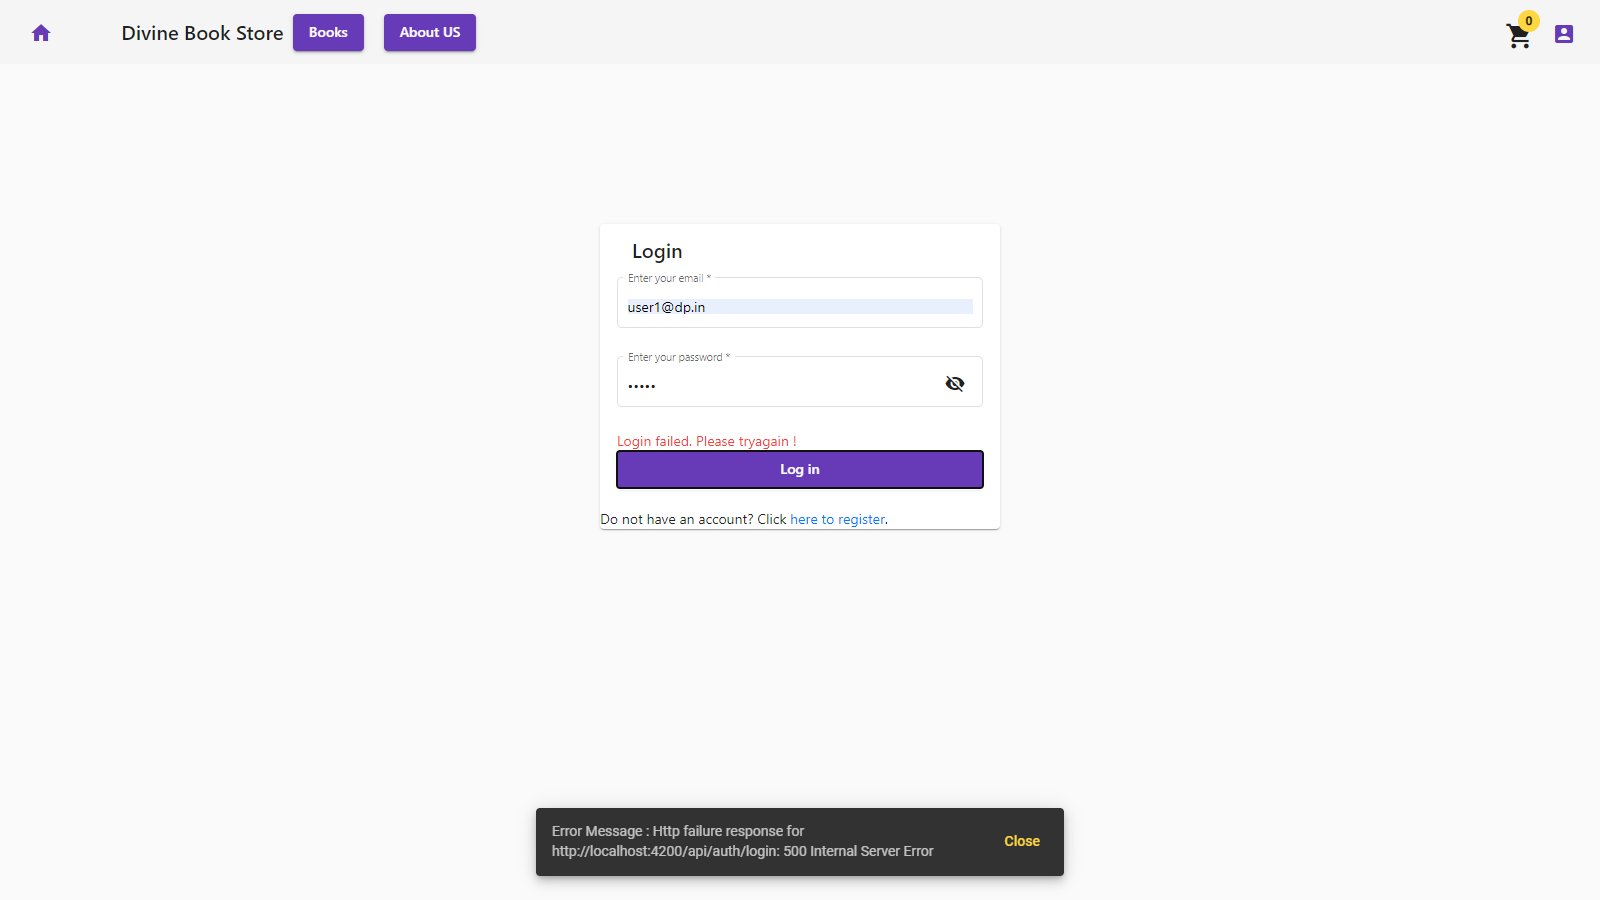 Divine Book Store Books About US 0
Login
Enter your email *
user1@dp.in
Enter your password *
•••••
Login failed. Please tryagain !
Log in
Do not have an account? Click here to register.
Error Message : Http failure response for
http://localhost:4200/api/auth/login: 500 Internal Server Error
Close